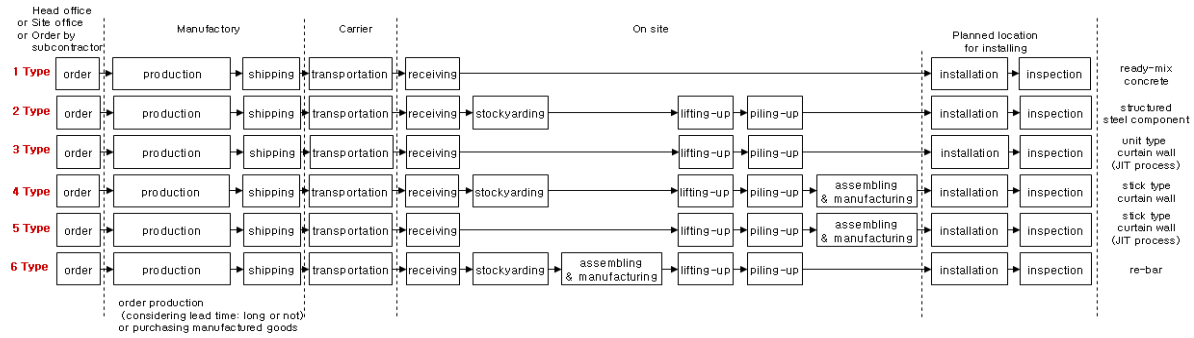 Head office
or Site office
or Order by
subcontractor
Manufactory
Carrier
On site
Planned location
for installing
1 Type order production shipping transportation receiving installation inspection ready-mix
concrete
2 Type order production shipping transportation receiving stockyarding lifting-up piling-up installation inspection structured
steel component
3 Type order production shipping transportation receiving lifting-up piling-up installation inspection unit type
curtain wall
(JIT process)
4 Type order production shipping transportation receiving stockyarding lifting-up piling-up assembling
& manufacturing installation inspection stick type
curtain wall
5 Type order production shipping transportation receiving lifting-up piling-up assembling
& manufacturing installation inspection stick type
curtain wall
(JIT process)
6 Type order production shipping transportation receiving stockyarding assembling
& manufacturing lifting-up piling-up installation inspection re-bar
order production
(considering lead time: long or not)
or purchasing manufactured goods